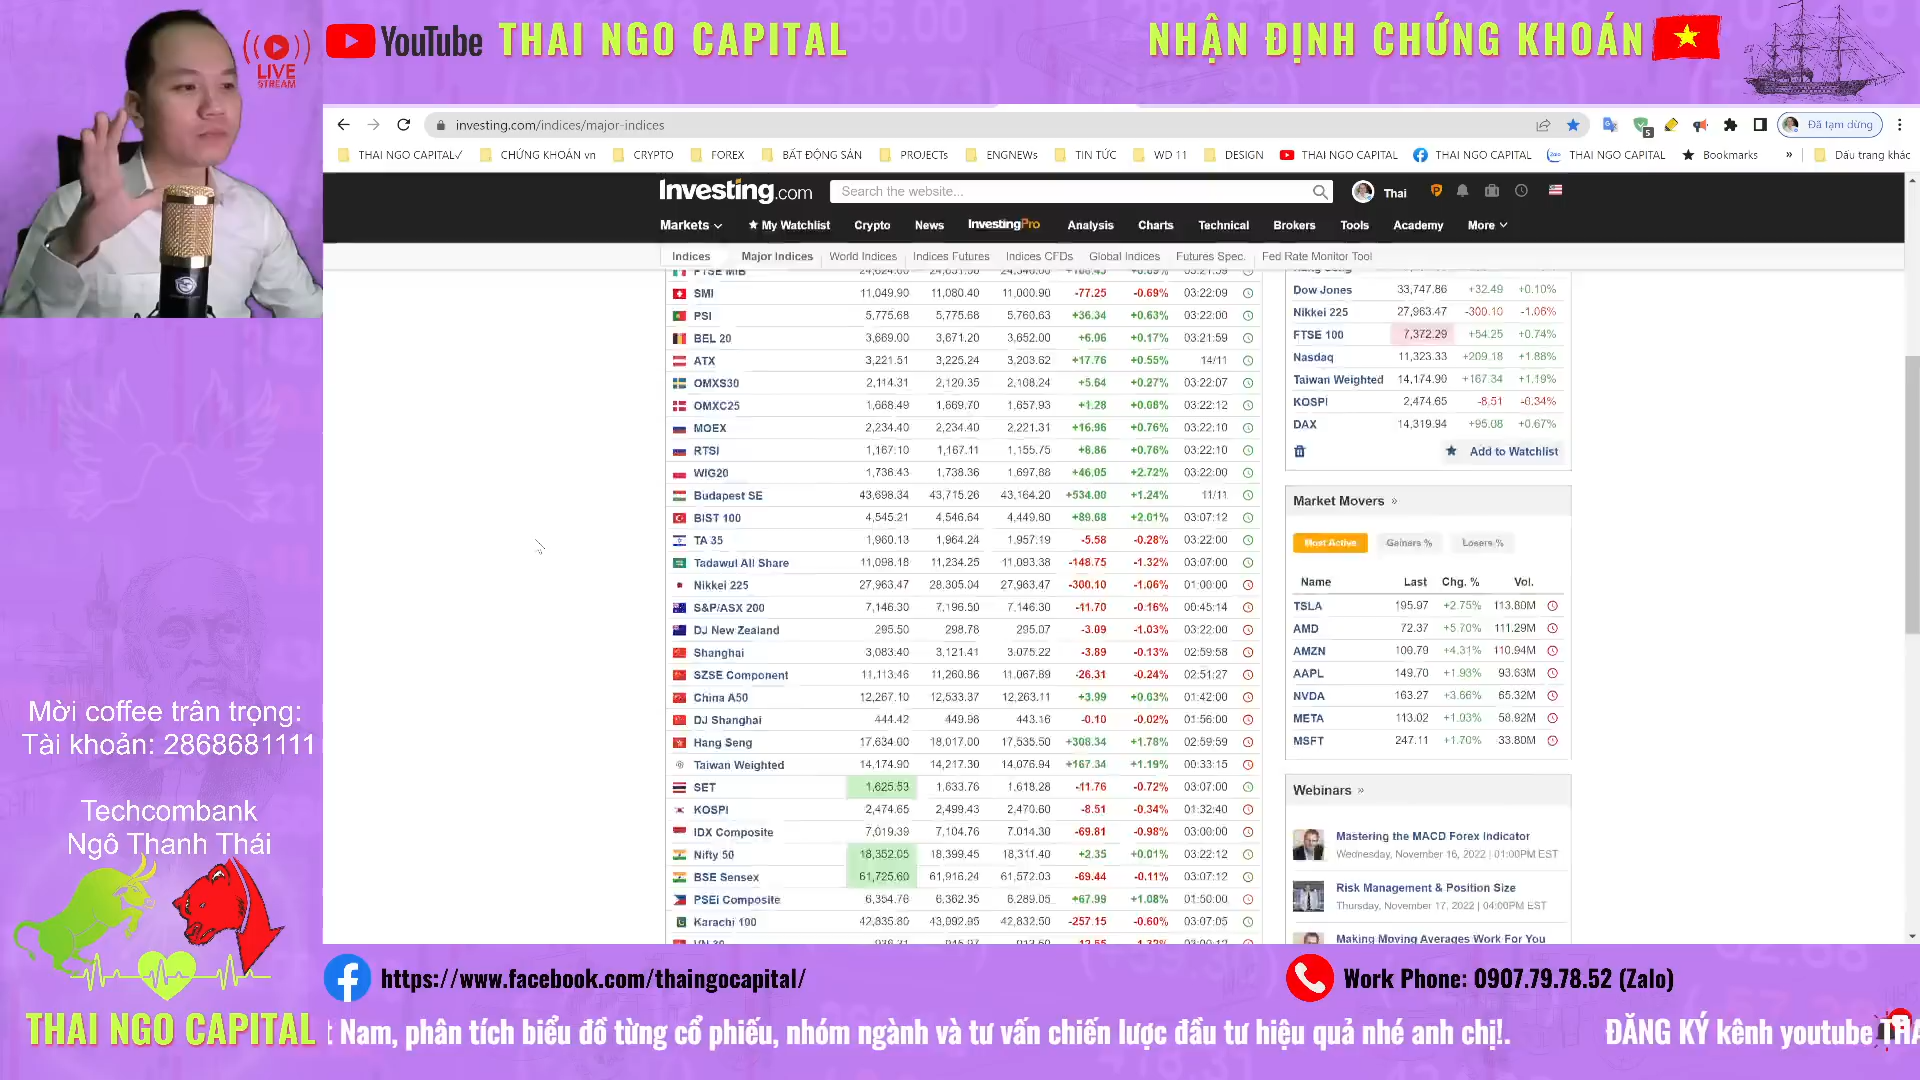 LIVE
STREAM
YouTube THAI NGO CAPITAL
NHẬN ĐỊNH CHỨNG KHOÁN
investing.com/indices/major-indices
5
Đã tạm dừng
THAI NGO CAPITAL✓ CHỨNG KHOÁN vn CRYPTO FOREX BẤT ĐỘNG SẢN PROJECTs ENGNEWs TIN TỨC WD 11 DESIGN THAI NGO CAPITAL THAI NGO CAPITAL THAI NGO CAPITAL Bookmarks » Dấu trang khác
Investing.com Search the website... Thai
Markets My Watchlist Crypto News InvestingPro Analysis Charts Technical Brokers Tools Academy More
Indices Major Indices World Indices Indices Futures Indices CFDs Global Indices Futures Spec. Fed Rate Monitor Tool
FTSE MIB
SMI 11,049.90 11,080.40 11,000.90 -77.25 -0.69% 03:22:09
PSI 5,775.68 5,775.68 5,760.63 +36.34 +0.63% 03:22:00
BEL 20 3,669.00 3,671.20 3,652.00 +6.06 +0.17% 03:21:59
ATX 3,221.51 3,225.24 3,203.62 +17.76 +0.55% 14/11
OMXS30 2,114.31 2,120.35 2,108.24 +5.64 +0.27% 03:22:07
OMXC25 1,668.49 1,669.70 1,657.93 +1.28 +0.08% 03:22:12
MOEX 2,234.40 2,234.40 2,221.31 +16.96 +0.76% 03:22:10
RTSI 1,167.10 1,167.11 1,155.75 +8.86 +0.76% 03:22:10
WIG20 1,736.43 1,738.36 1,697.88 +46.05 +2.72% 03:22:00
Budapest SE 43,698.34 43,715.26 43,164.20 +534.00 +1.24% 11/11
BIST 100 4,545.21 4,546.64 4,449.60 +89.68 +2.01% 03:07:12
TA 35 1,960.13 1,964.24 1,957.19 -5.58 -0.28% 03:22:00
Tadawul All Share 11,098.18 11,234.25 11,093.38 -148.75 -1.32% 03:07:00
Nikkei 225 27,963.47 28,305.04 27,963.47 -300.10 -1.06% 01:00:00
S&P/ASX 200 7,146.30 7,196.50 7,146.30 -11.70 -0.16% 00:45:14
DJ New Zealand 295.50 298.78 295.07 -3.09 -1.03% 03:22:00
Shanghai 3,083.40 3,121.41 3,075.22 -3.89 -0.13% 02:59:58
SZSE Component 11,113.46 11,260.86 11,067.69 -26.31 -0.24% 02:51:27
China A50 12,267.10 12,533.37 12,263.11 +3.99 +0.03% 01:42:00
DJ Shanghai 444.42 449.98 443.16 -0.10 -0.02% 01:56:00
Hang Seng 17,634.00 18,017.00 17,535.50 +308.34 +1.78% 02:59:59
Taiwan Weighted 14,174.90 14,217.30 14,076.94 +167.34 +1.19% 00:33:15
SET 1,625.53 1,633.76 1,618.28 -11.76 -0.72% 03:07:00
KOSPI 2,474.65 2,499.43 2,470.60 -8.51 -0.34% 01:32:40
IDX Composite 7,019.39 7,104.76 7,014.30 -69.81 -0.98% 03:00:00
Nifty 50 18,352.05 18,399.45 18,311.40 +2.35 +0.01% 03:22:12
BSE Sensex 61,725.60 61,916.24 61,572.03 -69.44 -0.11% 03:07:12
PSEi Composite 6,354.76 6,362.35 6,289.05 +67.99 +1.08% 01:50:00
Karachi 100 42,835.80 43,092.95 42,832.50 -257.15 -0.60% 03:07:05
Dow Jones 33,747.86 +32.49 +0.10%
Nikkei 225 27,963.47 -300.10 -1.06%
FTSE 100 7,372.29 +54.25 +0.74%
Nasdaq 11,323.33 +209.18 +1.88%
Taiwan Weighted 14,174.90 +167.34 +1.19%
KOSPI 2,474.65 -8.51 -0.34%
DAX 14,319.94 +95.08 +0.67%
Add to Watchlist
Market Movers »
Most Active Gainers % Losers %
Name Last Chg. % Vol.
TSLA 195.97 +2.75% 113.80M
AMD 72.37 +5.70% 111.29M
AMZN 100.79 +4.31% 110.94M
AAPL 149.70 +1.93% 93.63M
NVDA 163.27 +3.66% 65.32M
META 113.02 +1.03% 58.92M
MSFT 247.11 +1.70% 33.80M
Webinars »
Mastering the MACD Forex Indicator
Wednesday, November 16, 2022 | 01:00PM EST
Risk Management & Position Size
Thursday, November 17, 2022 | 04:00PM EST
Making Moving Averages Work For You
Mời coffee trân trọng:
Tài khoản: 2868681111
Techcombank
Ngô Thanh Thái
THAI NGO CAPITAL
https://www.facebook.com/thaingocapital/
Work Phone: 0907.79.78.52 (Zalo)
t Nam, phân tích biểu đồ từng cổ phiếu, nhóm ngành và tư vấn chiến lược đầu tư hiệu quả nhé anh chị!. ĐĂNG KÝ kênh youtube THA